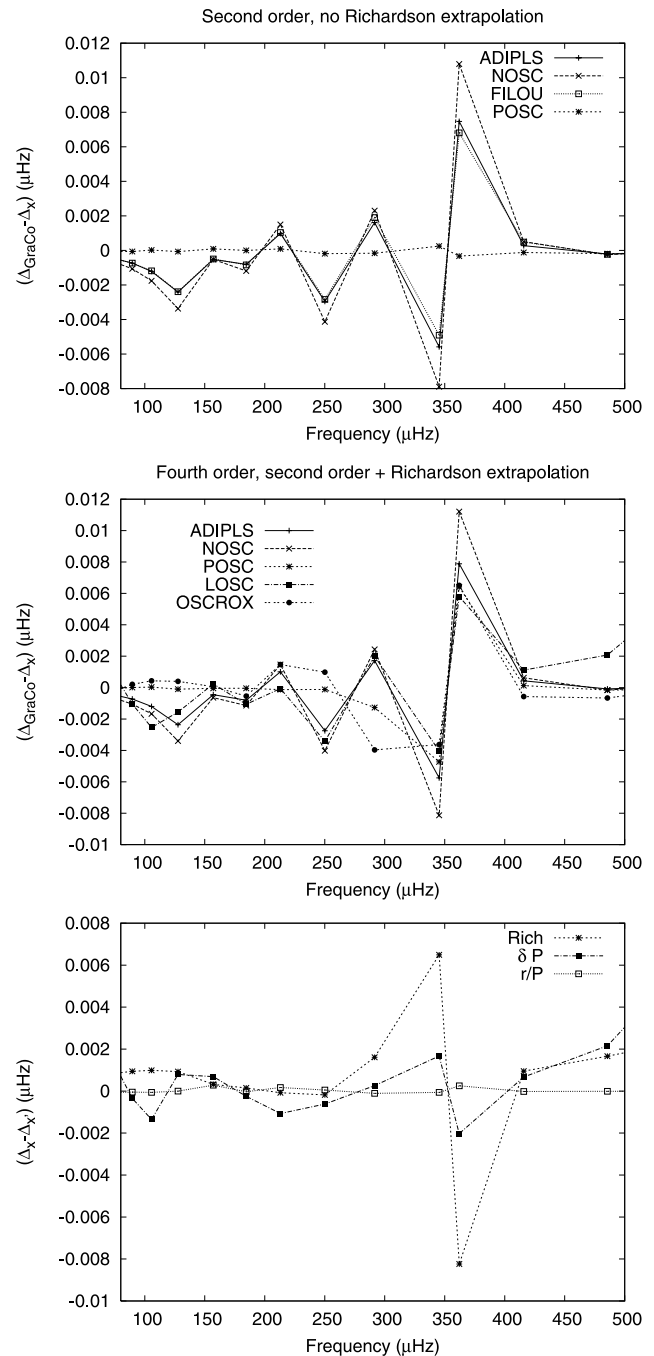 Second order, no Richardson extrapolation
(Δ_GraCo-Δ_X) (μHz)
0.012
0.01
0.008
0.006
0.004
0.002
0
-0.002
-0.004
-0.006
-0.008
ADIPLS
NOSC
FILOU
POSC
100 150 200 250 300 350 400 450 500
Frequency (μHz)
Fourth order, second order + Richardson extrapolation
(Δ_GraCo-Δ_X) (μHz)
0.012
0.01
0.008
0.006
0.004
0.002
0
-0.002
-0.004
-0.006
-0.008
-0.01
ADIPLS
NOSC
POSC
LOSC
OSCROX
100 150 200 250 300 350 400 450 500
Frequency (μHz)
(Δ_X-Δ_X') (μHz)
0.008
0.006
0.004
0.002
0
-0.002
-0.004
-0.006
-0.008
-0.01
Rich
δ P
r/P
100 150 200 250 300 350 400 450 500
Frequency (μHz)